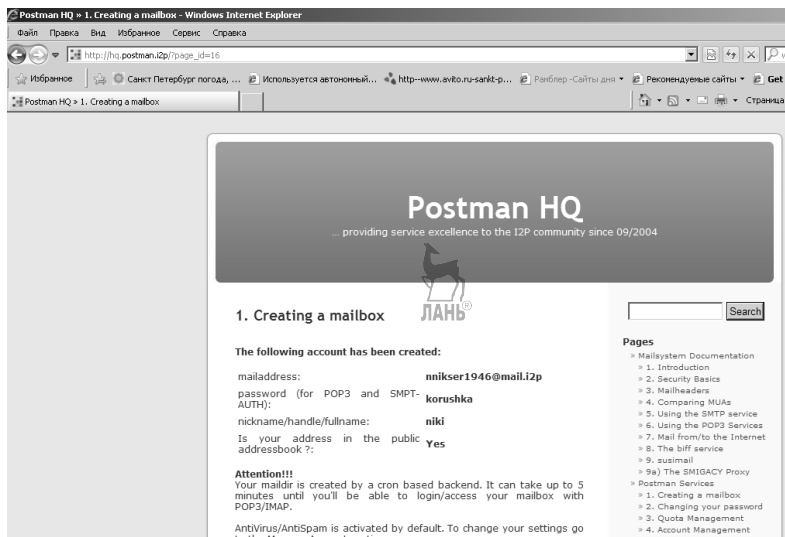 Postman HQ » 1. Creating a mailbox - Windows Internet Explorer
Файл Правка Вид Избранное Сервис Справка
http://hq.postman.i2p/?page_id=16
Избранное Санкт Петербург погода, ... Используется автономный... http--www.avito.ru-sankt-p... Рамблер -Сайты дня Рекомендуемые сайты Get
Postman HQ » 1. Creating a mailbox Страница
Postman HQ
... providing service excellence to the I2P community since 09/2004
ЛАНЬ®
1. Creating a mailbox
The following account has been created:
mailaddress: nnikser1946@mail.i2p
password (for POP3 and SMPT-AUTH): korushka
nickname/handle/fullname: niki
Is your address in the public addressbook ?: Yes
Attention!!!
Your maildir is created by a cron based backend. It can take up to 5
minutes until you'll be able to login/access your mailbox with
POP3/IMAP.
AntiVirus/AntiSpam is activated by default. To change your settings go
Search
Pages
» Mailsystem Documentation
» 1. Introduction
» 2. Security Basics
» 3. Mailheaders
» 4. Comparing MUAs
» 5. Using the SMTP service
» 6. Using the POP3 Services
» 7. Mail from/to the Internet
» 8. The biff service
» 9. susimail
» 9a) The SMIGACY Proxy
» Postman Services
» 1. Creating a mailbox
» 2. Changing your password
» 3. Quota Management
» 4. Account Management